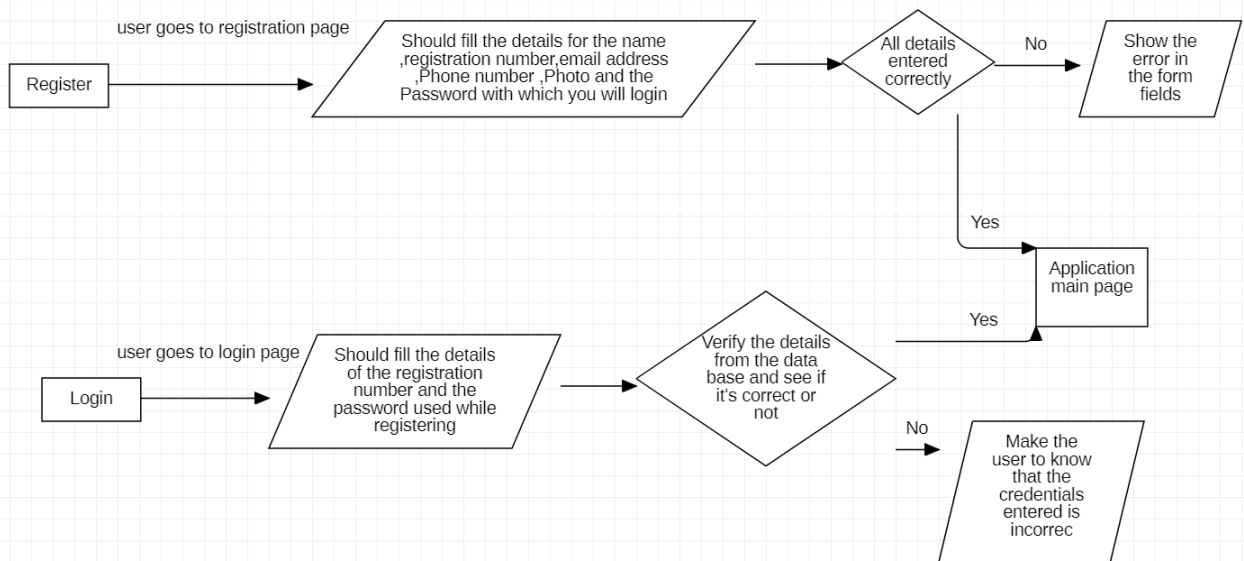 user goes to registration page
Register
Should fill the details for the name
,registration number,email address
,Phone number ,Photo and the
Password with which you will login
All details
entered
correctly
No
Show the
error in
the form
fields
Yes
Application
main page
user goes to login page
Login
Should fill the details
of the registration
number and the
password used while
registering
Verify the details
from the data
base and see if
it's correct or
not
Yes
No
Make the
user to know
that the
credentials
entered is
incorrec